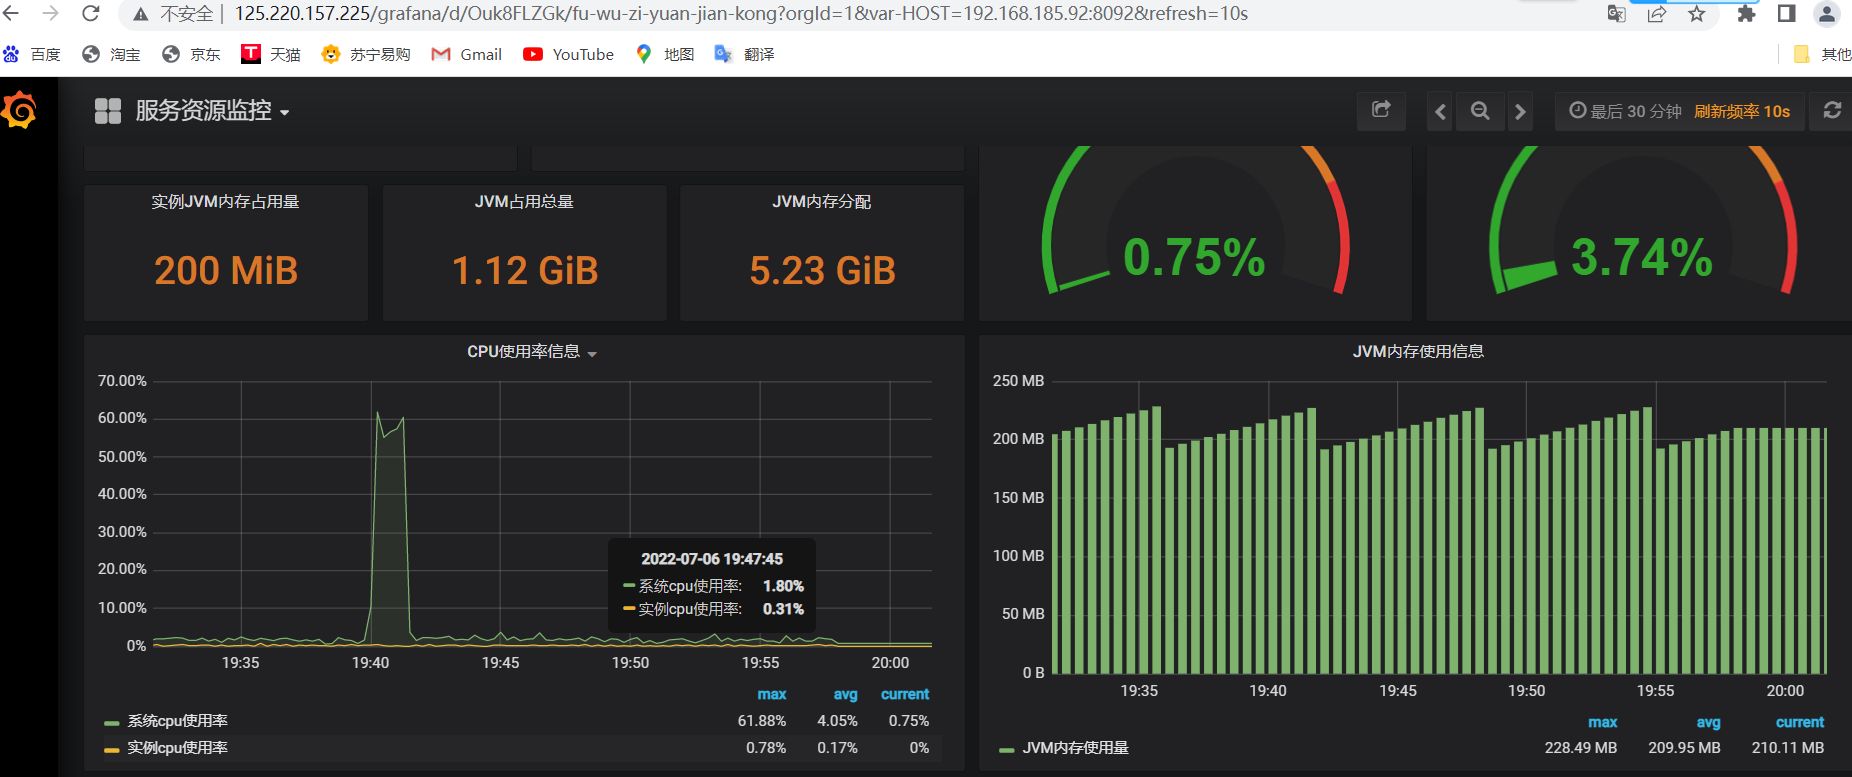 不安全 | 125.220.157.225/grafana/d/Ouk8FLZGk/fu-wu-zi-yuan-jian-kong?orgId=1&var-HOST=192.168.185.92:8092&refresh=10s
百度 淘宝 京东 天猫 苏宁易购 Gmail YouTube 地图 翻译 其他
服务资源监控
最后 30 分钟 刷新频率 10s
实例JVM内存占用量
200 MiB
JVM占用总量
1.12 GiB
JVM内存分配
5.23 GiB
0.75%
3.74%
CPU使用率信息
70.00%
60.00%
50.00%
40.00%
30.00%
20.00%
10.00%
0%
19:35 19:40 19:45 19:50 19:55 20:00
2022-07-06 19:47:45
系统cpu使用率: 1.80%
实例cpu使用率: 0.31%
max avg current
系统cpu使用率 61.88% 4.05% 0.75%
实例cpu使用率 0.78% 0.17% 0%
JVM内存使用信息
250 MB
200 MB
150 MB
100 MB
50 MB
0 B
19:35 19:40 19:45 19:50 19:55 20:00
max avg current
JVM内存使用量 228.49 MB 209.95 MB 210.11 MB